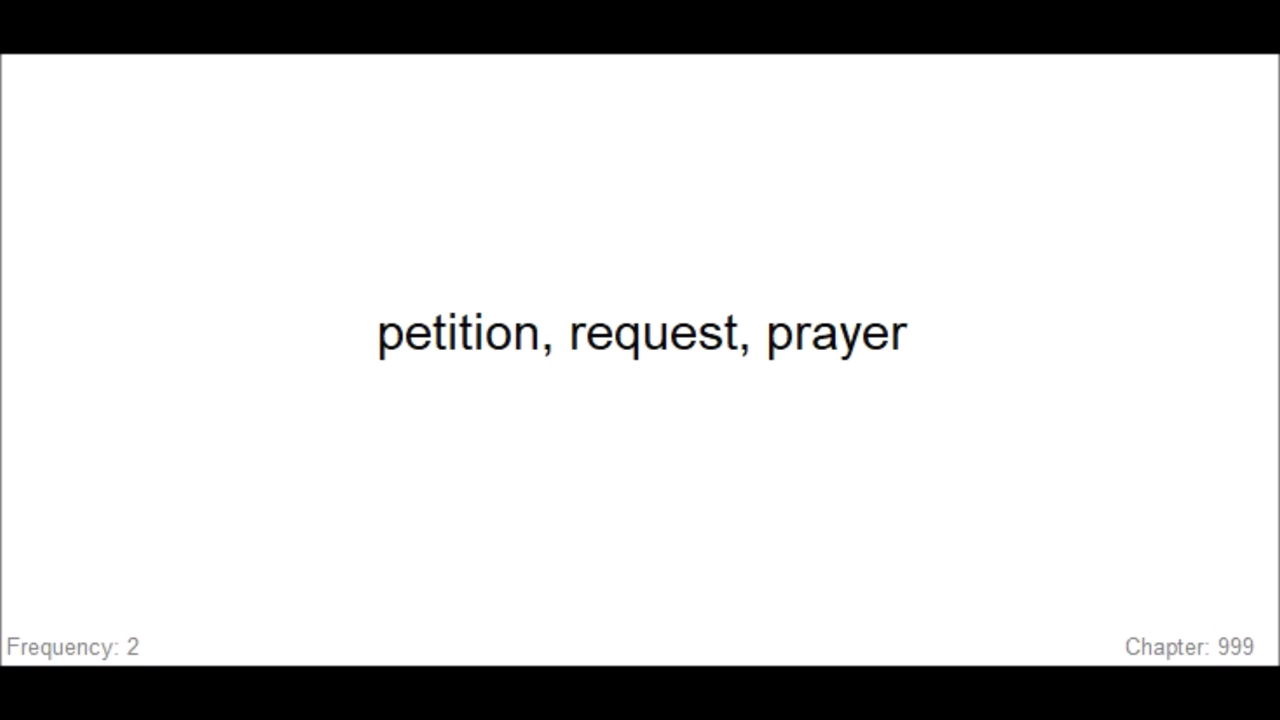 petition, request, prayer
Frequency: 2
Chapter: 999